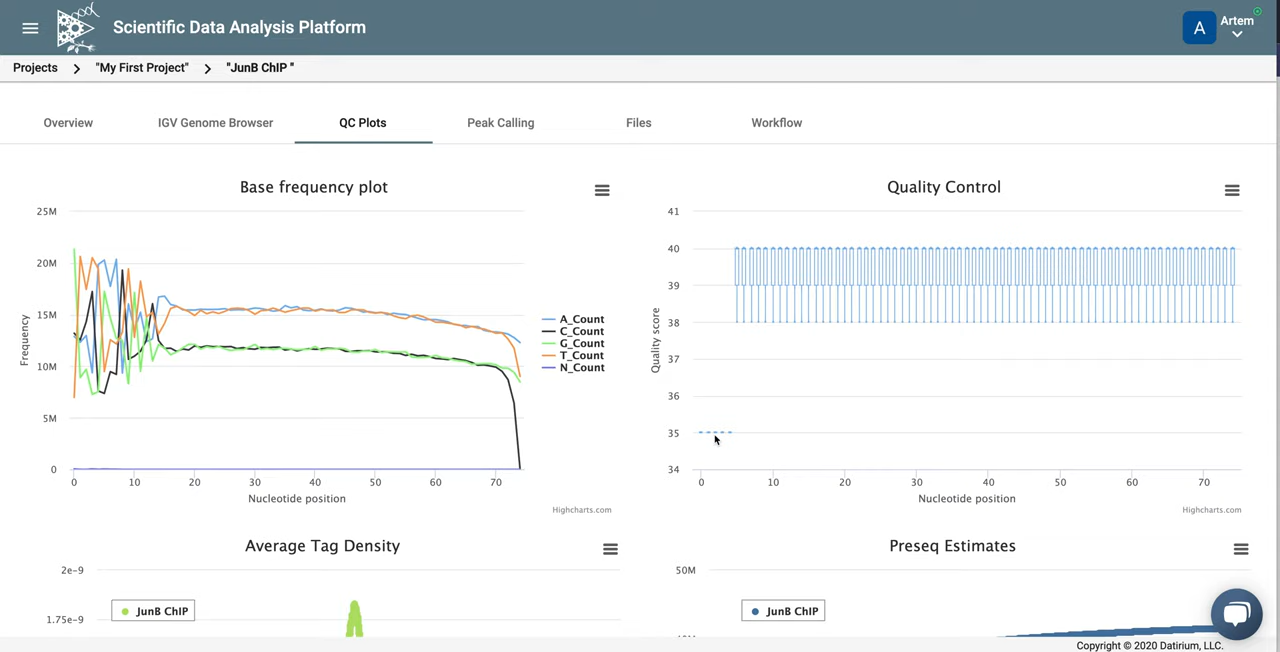 Scientific Data Analysis Platform
A
Artem
Projects > "My First Project" > "JunB ChIP "
Overview
IGV Genome Browser
QC Plots
Peak Calling
Files
Workflow
Base frequency plot
25M
20M
15M
10M
5M
0
Frequency
0 10 20 30 40 50 60 70
Nucleotide position
A_Count
C_Count
G_Count
T_Count
N_Count
Highcharts.com
Quality Control
41
40
39
38
37
36
35
34
Quality score
0 10 20 30 40 50 60 70
Nucleotide position
Highcharts.com
Average Tag Density
2e-9
1.75e-9
JunB ChIP
Preseq Estimates
50M
JunB ChIP
Copyright © 2020 Datirium, LLC.